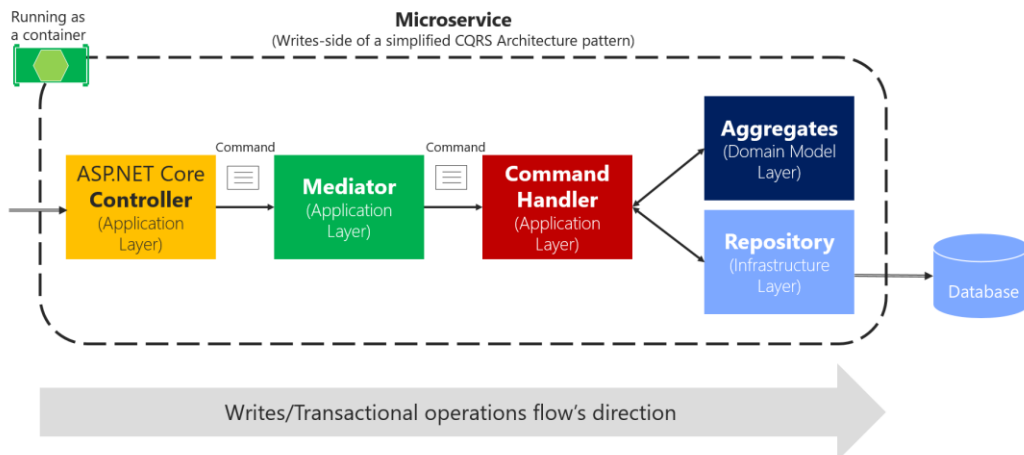 Running as
a container
Microservice
(Writes-side of a simplified CQRS Architecture pattern)
ASP.NET Core
Controller
(Application
Layer)
Command
Mediator
(Application
Layer)
Command
Command
Handler
(Application
Layer)
Aggregates
(Domain Model
Layer)
Repository
(Infrastructure
Layer)
Database
Writes/Transactional operations flow's direction